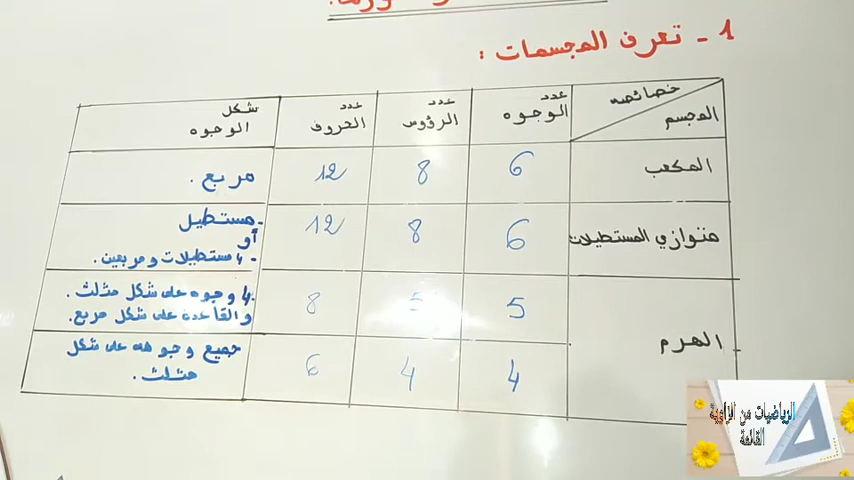 1 - تعرف المجسمات :
خصائصه
المجسم
عدد الوجوه
عدد الرؤوس
عدد الحروف
شكل الوجوه
المكعب
6
8
12
مربع .
متوازي المستطيلات
6
8
12
- مستطيل
أو
- 4 مستطيلات و مربعين .
الهرم
5
5
8
- 4 وجوه على شكل مثلث .
والقاعدة على شكل مربع .
4
4
6
جميع وجوهه على شكل
مثلث .
الرياضيات من الزاوية
القائمة